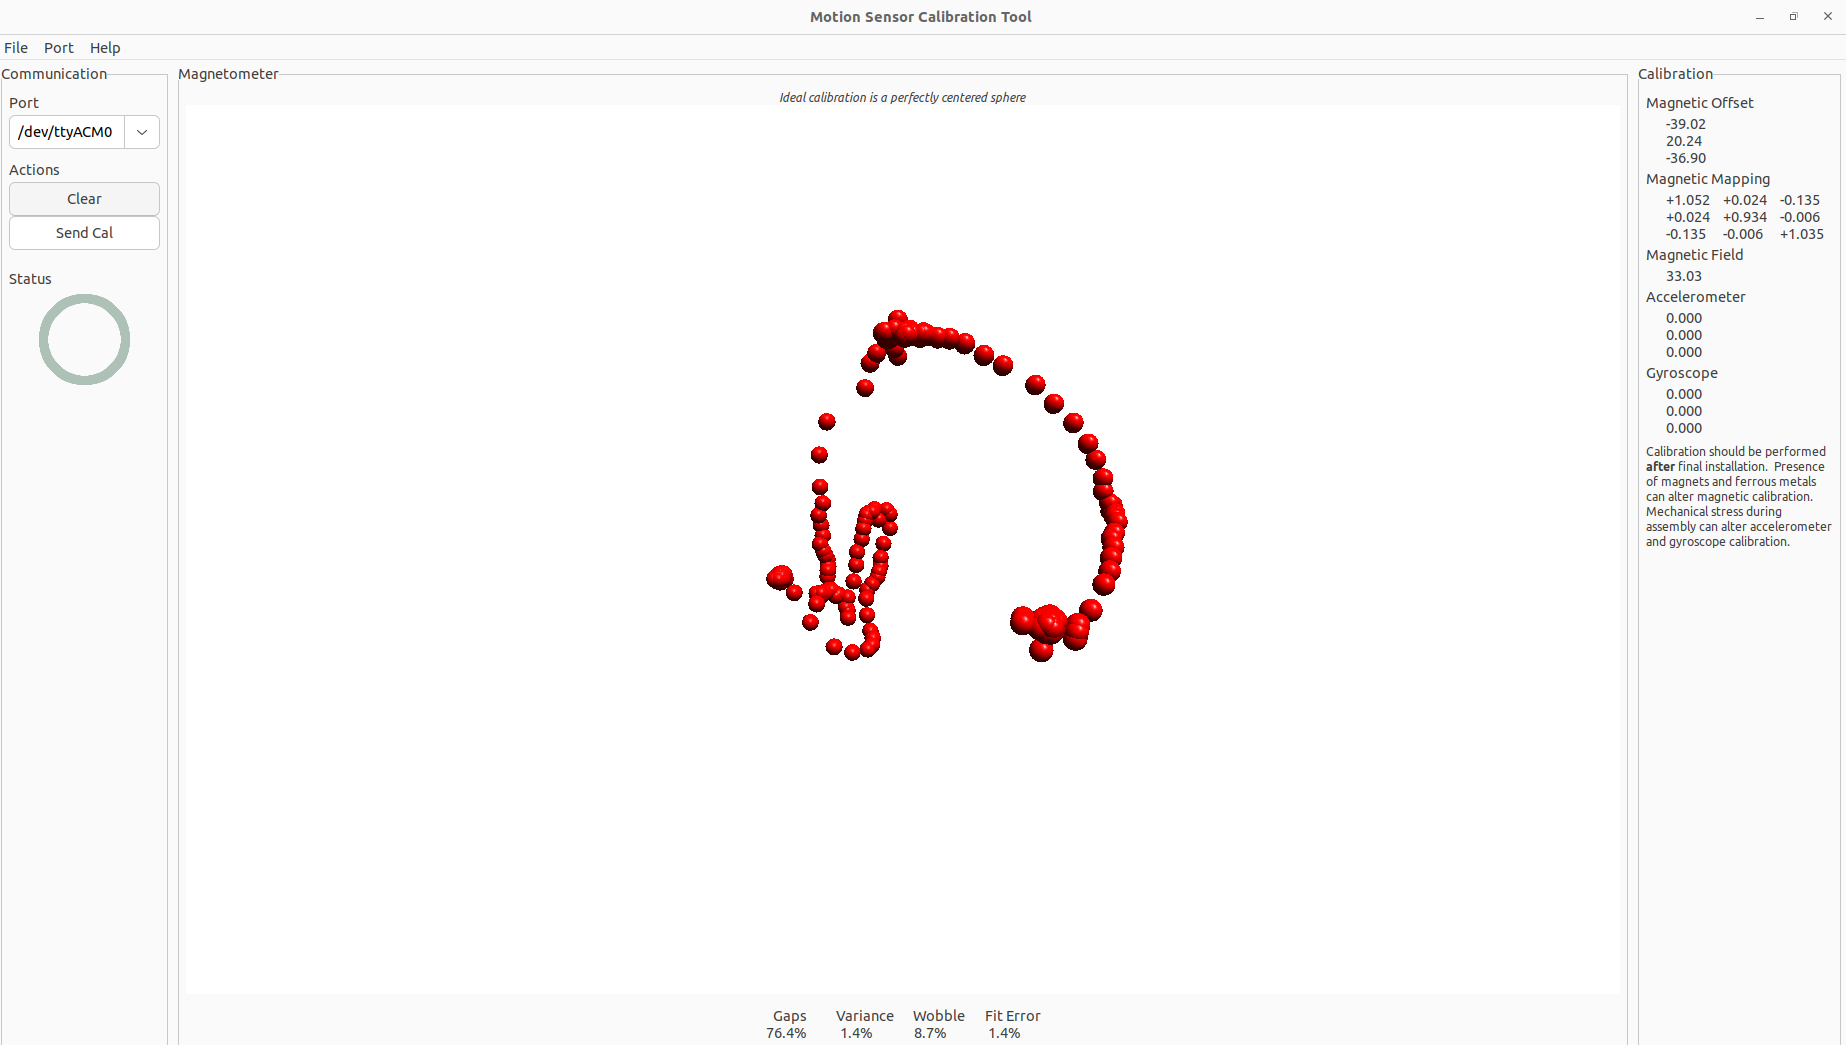 Motion Sensor Calibration Tool
File Port Help
Communication
Port
/dev/ttyACM0
Actions
Clear
Send Cal
Status
Magnetometer
Ideal calibration is a perfectly centered sphere
Gaps Variance Wobble Fit Error
76.4% 1.4% 8.7% 1.4%
Calibration
Magnetic Offset
-39.02
20.24
-36.90
Magnetic Mapping
+1.052 +0.024 -0.135
+0.024 +0.934 -0.006
-0.135 -0.006 +1.035
Magnetic Field
33.03
Accelerometer
0.000
0.000
0.000
Gyroscope
0.000
0.000
0.000
Calibration should be performed
after final installation. Presence
of magnets and ferrous metals
can alter magnetic calibration.
Mechanical stress during
assembly can alter accelerometer
and gyroscope calibration.